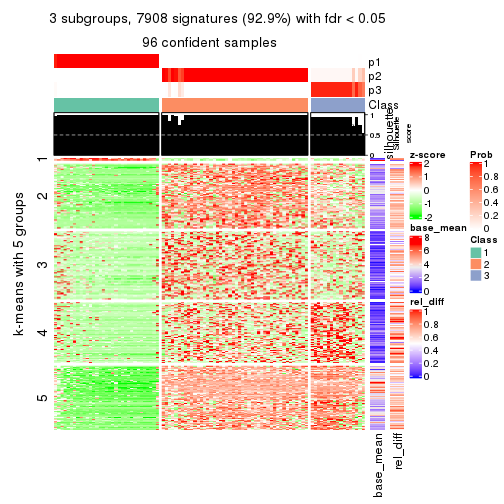 3 subgroups, 7908 signatures (92.9%) with fdr < 0.05
96 confident samples
p1
p2
p3
Class
silhouette
1
0.5
0
Silhouette
score
k-means with 5 groups
1
2
3
4
5
base_mean
rel_diff
z-score
2
1
0
-1
-2
base_mean
8
6
4
2
0
rel_diff
1
0.8
0.6
0.4
0.2
0
Prob
1
0.8
0.6
0.4
0.2
0
Class
1
2
3